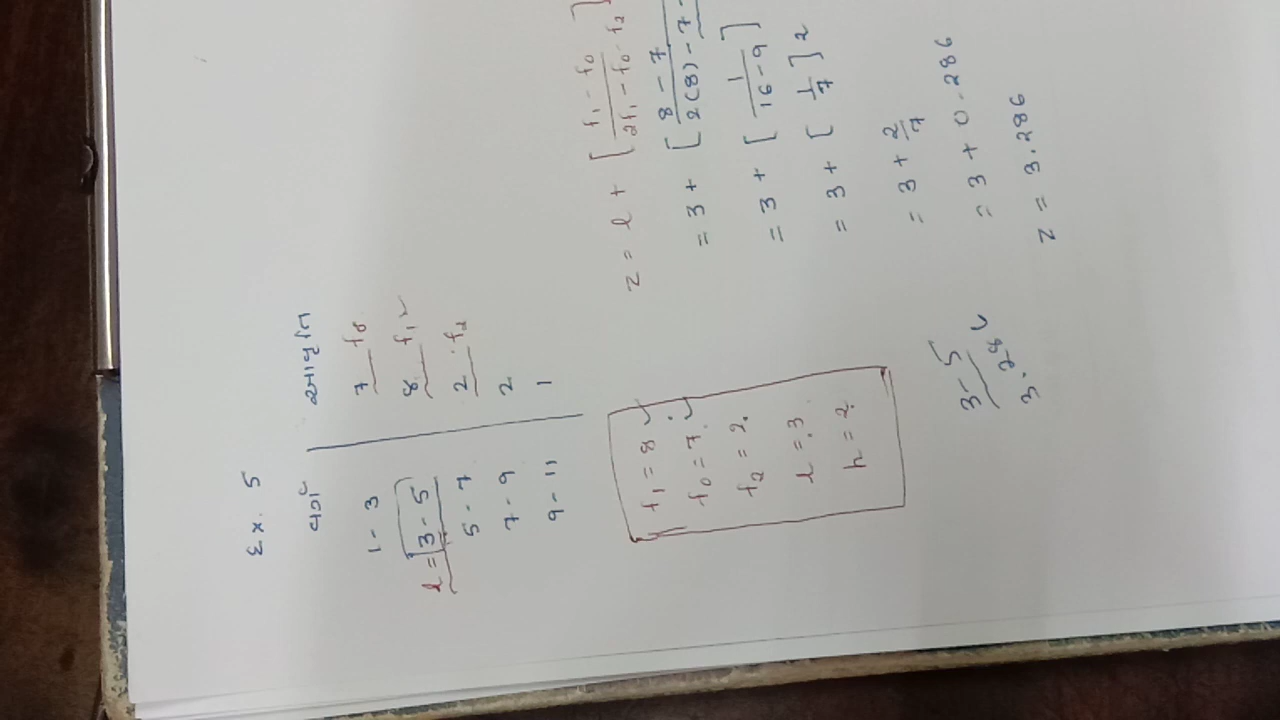 Ex. 5
વર્ગ આવૃત્તિ
1 - 3 7 f₀
l = 3 - 5 8 f₁ ✓
5 - 7 2 f₂
7 - 9 2
9 - 11 1
f₁ = 8 ✓
f₀ = 7. ✓
f₂ = 2.
l = 3
h = 2.
z = l + [ f₁ - f₀ / 2f₁ - f₀ - f₂ ]
= 3 + [ 8 - 7 / 2(8) - 7 -
= 3 + [ 1 / 16 - 9 ]
= 3 + [ 1/7 ] 2
= 3 + 2/7
= 3 + 0.286
z = 3.286
3 - 5
3.28 ✓